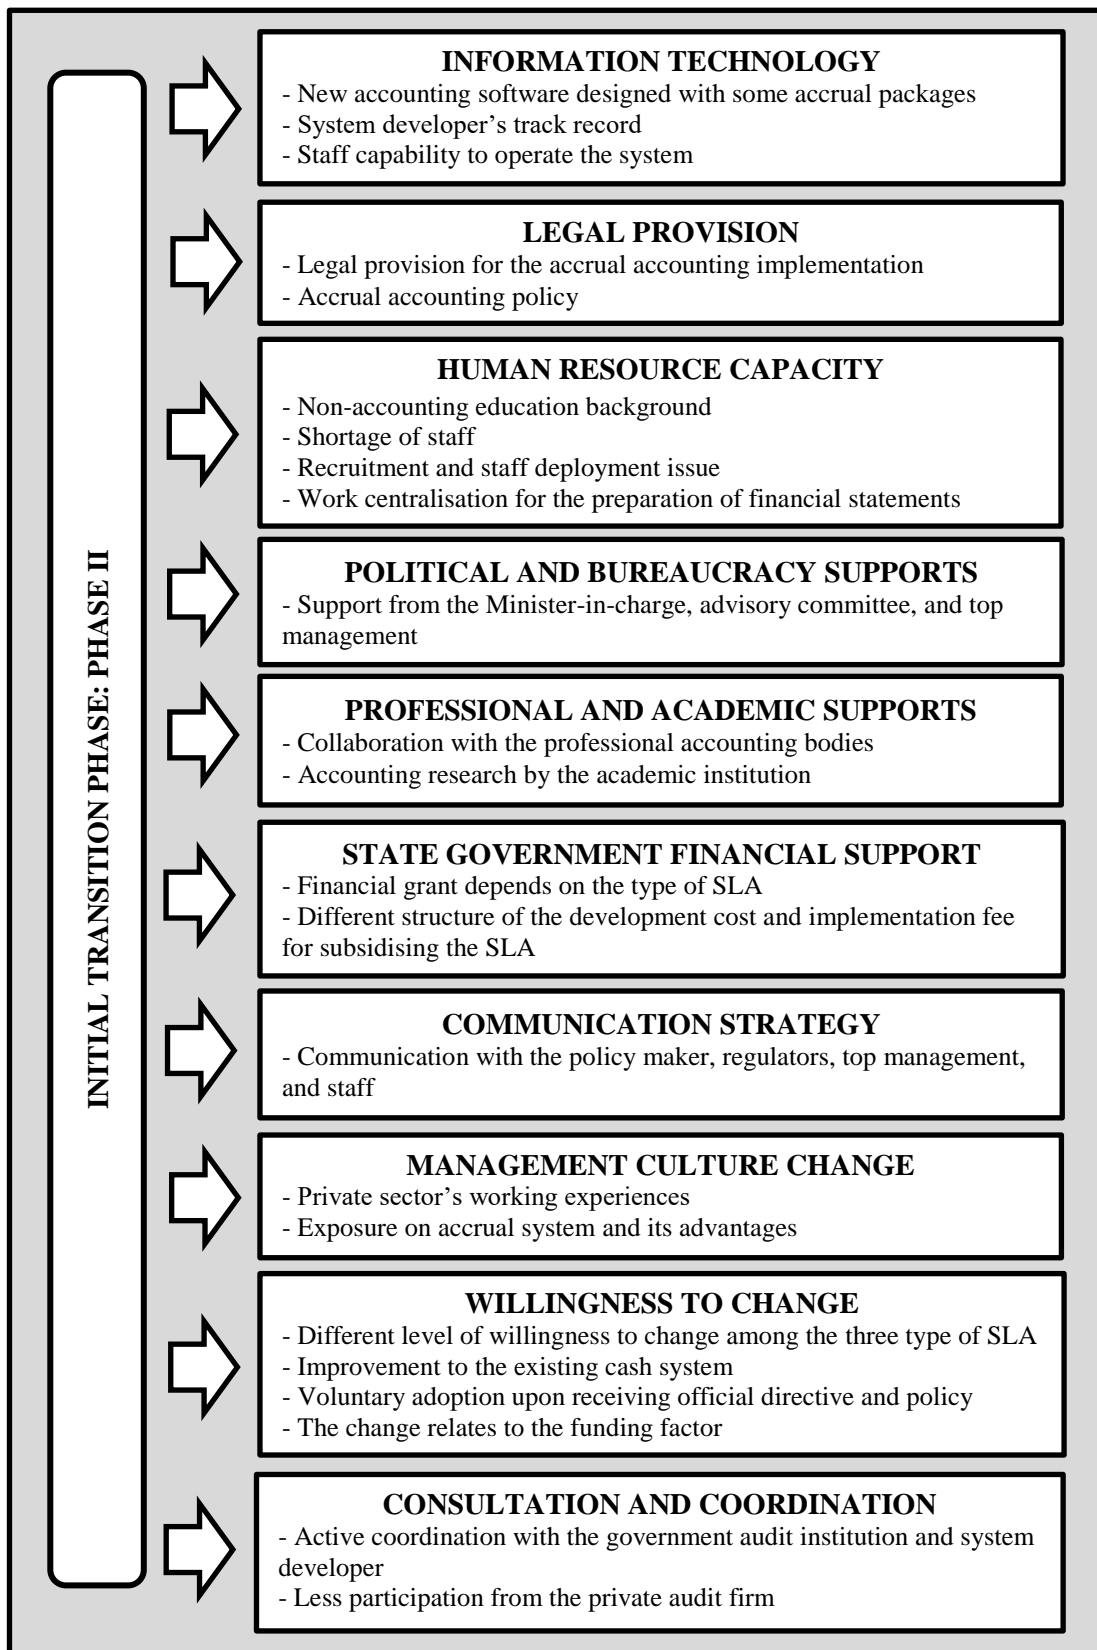 INITIAL TRANSITION PHASE: PHASE II
INFORMATION TECHNOLOGY
- New accounting software designed with some accrual packages
- System developer’s track record
- Staff capability to operate the system
LEGAL PROVISION
- Legal provision for the accrual accounting implementation
- Accrual accounting policy
HUMAN RESOURCE CAPACITY
- Non-accounting education background
- Shortage of staff
- Recruitment and staff deployment issue
- Work centralisation for the preparation of financial statements
POLITICAL AND BUREAUCRACY SUPPORTS
- Support from the Minister-in-charge, advisory committee, and top
management
PROFESSIONAL AND ACADEMIC SUPPORTS
- Collaboration with the professional accounting bodies
- Accounting research by the academic institution
STATE GOVERNMENT FINANCIAL SUPPORT
- Financial grant depends on the type of SLA
- Different structure of the development cost and implementation fee
for subsidising the SLA
COMMUNICATION STRATEGY
- Communication with the policy maker, regulators, top management,
and staff
MANAGEMENT CULTURE CHANGE
- Private sector’s working experiences
- Exposure on accrual system and its advantages
WILLINGNESS TO CHANGE
- Different level of willingness to change among the three type of SLA
- Improvement to the existing cash system
- Voluntary adoption upon receiving official directive and policy
- The change relates to the funding factor
CONSULTATION AND COORDINATION
- Active coordination with the government audit institution and system
developer
- Less participation from the private audit firm